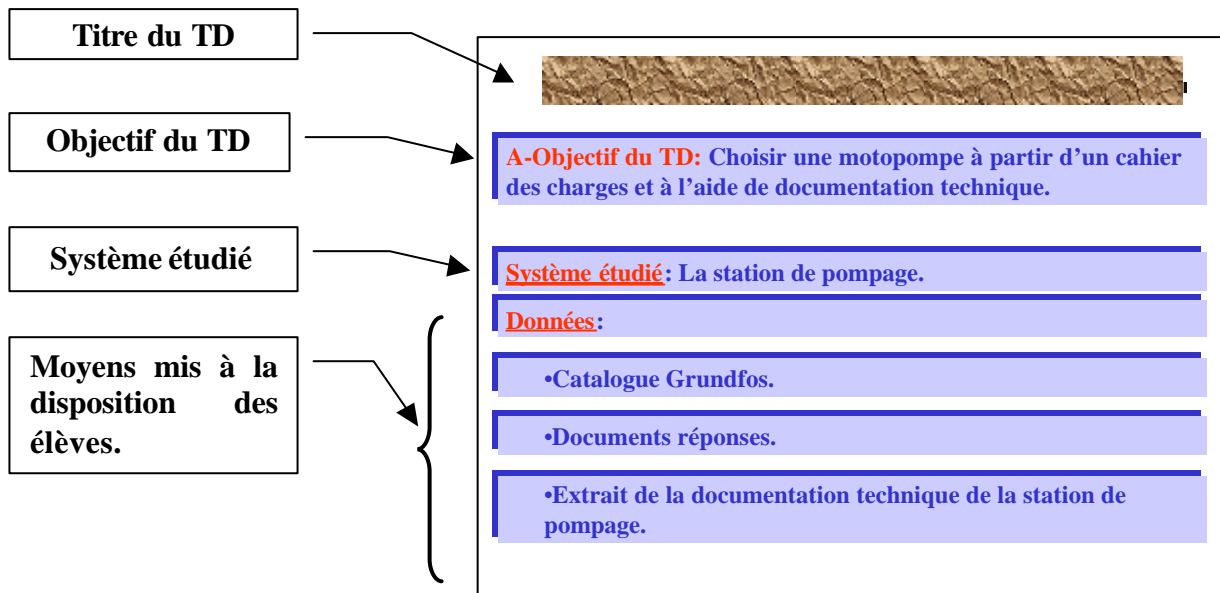 Titre du TD
Objectif du TD
A-Objectif du TD: Choisir une motopompe à partir d’un cahier
des charges et à l’aide de documentation technique.
Système étudié
Système étudié: La station de pompage.
Données:
Moyens mis à la
disposition des
élèves.
•Catalogue Grundfos.
•Documents réponses.
•Extrait de la documentation technique de la station de
pompage.